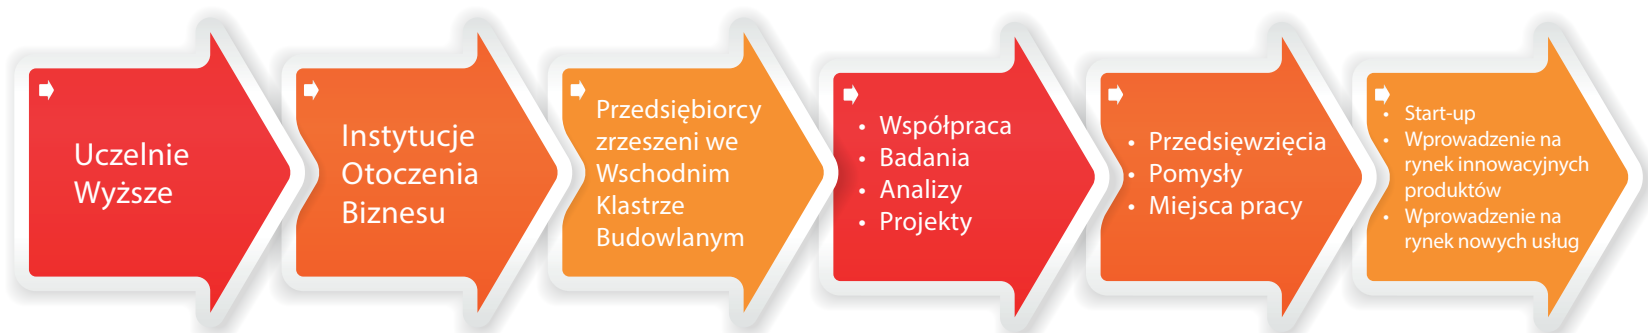 Uczelnie
Wyższe
Instytucje
Otoczenia
Biznesu
Przedsiębiorcy
zrzeszeni we
Wschodnim
Klastrze
Budowlanym
• Współpraca
• Badania
• Analizy
• Projekty
• Przedsięwzięcia
• Pomysły
• Miejsca pracy
• Start-up
• Wprowadzenie na
rynek innowacyjnych
produktów
• Wprowadzenie na
rynek nowych usług